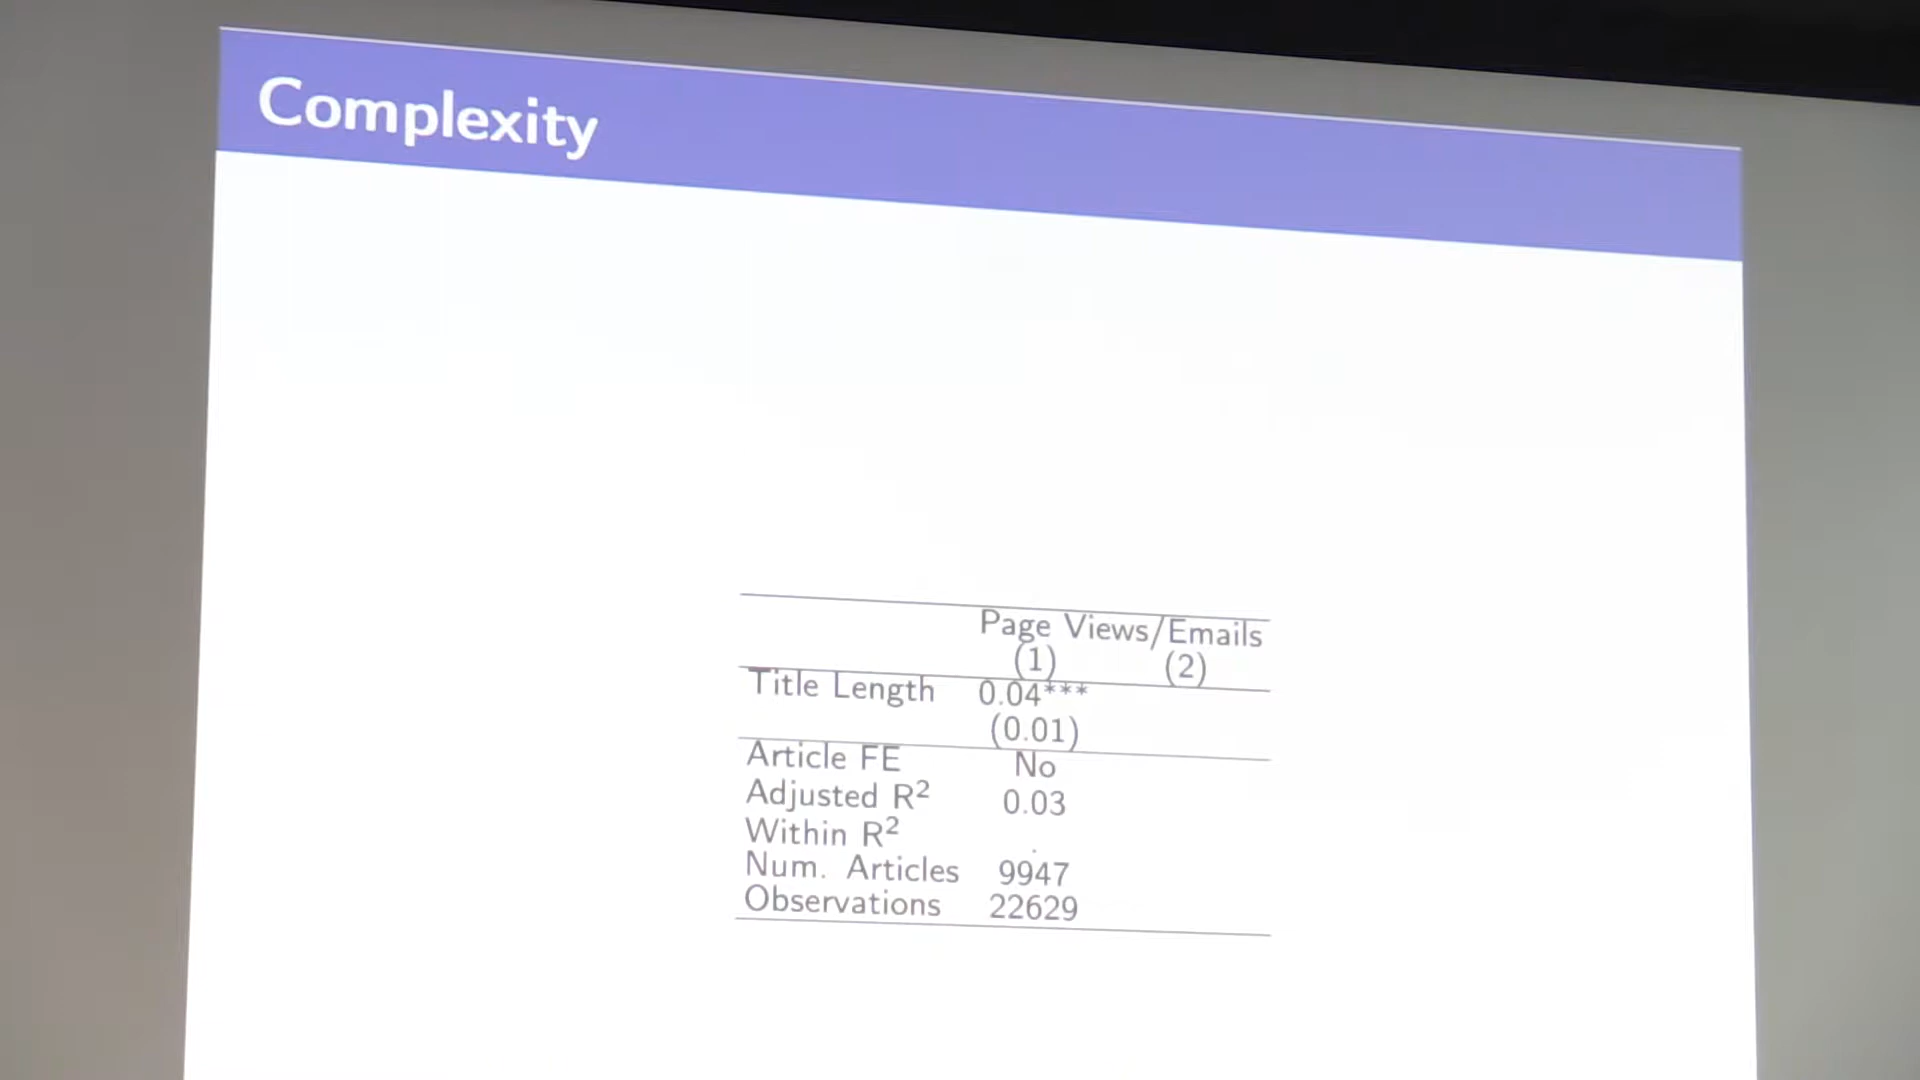 Complexity
Page Views/Emails
(1) (2)
Title Length 0.04***
(0.01)
Article FE No
Adjusted R² 0.03
Within R² .
Num. Articles 9947
Observations 22629